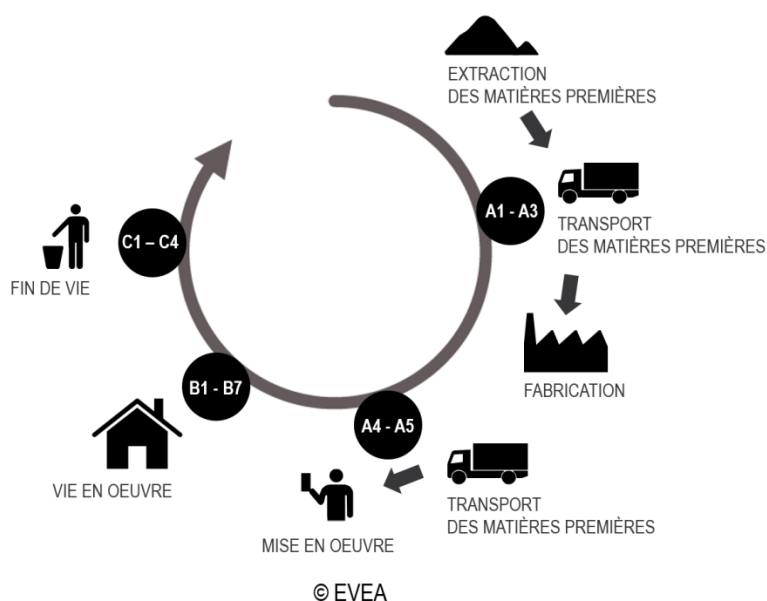 EXTRACTION
DES MATIÈRES PREMIÈRES
A1 - A3
TRANSPORT
DES MATIÈRES PREMIÈRES
FABRICATION
A4 - A5
TRANSPORT
DES MATIÈRES PREMIÈRES
MISE EN OEUVRE
B1 - B7
VIE EN OEUVRE
C1 – C4
FIN DE VIE
© EVEA